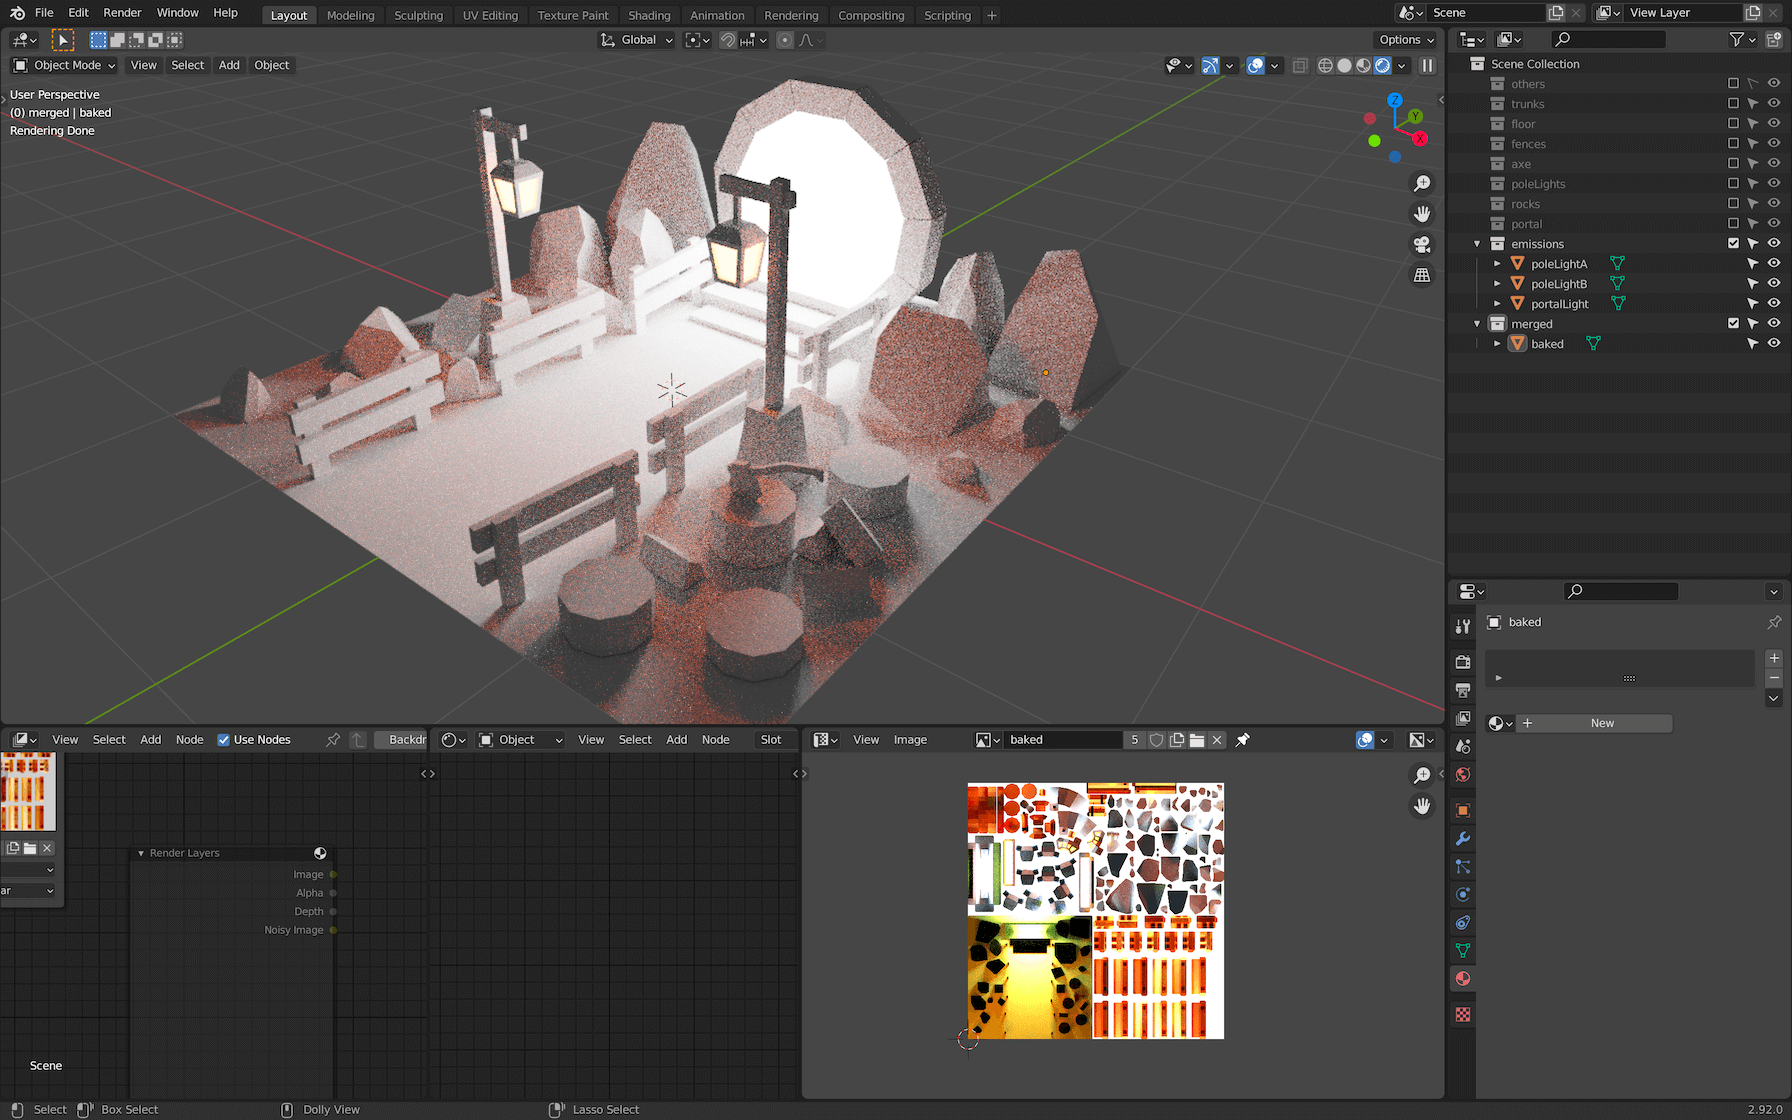 File Edit Render Window Help Layout Modeling Sculpting UV Editing Texture Paint Shading Animation Rendering Compositing Scripting + Scene View Layer
Global Options
Object Mode View Select Add Object
User Perspective
(0) merged | baked
Rendering Done
Z
Y
X
Scene Collection
others
trunks
floor
fences
axe
poleLights
rocks
portal
emissions
poleLightA
poleLightB
portalLight
merged
baked
baked
+ New
View Select Add Node Use Nodes Backdr
Object View Select Add Node Slot
View Image baked 5
ar
Render Layers
Image
Alpha
Depth
Noisy Image
Scene
Select Box Select Dolly View Lasso Select 2.92.0